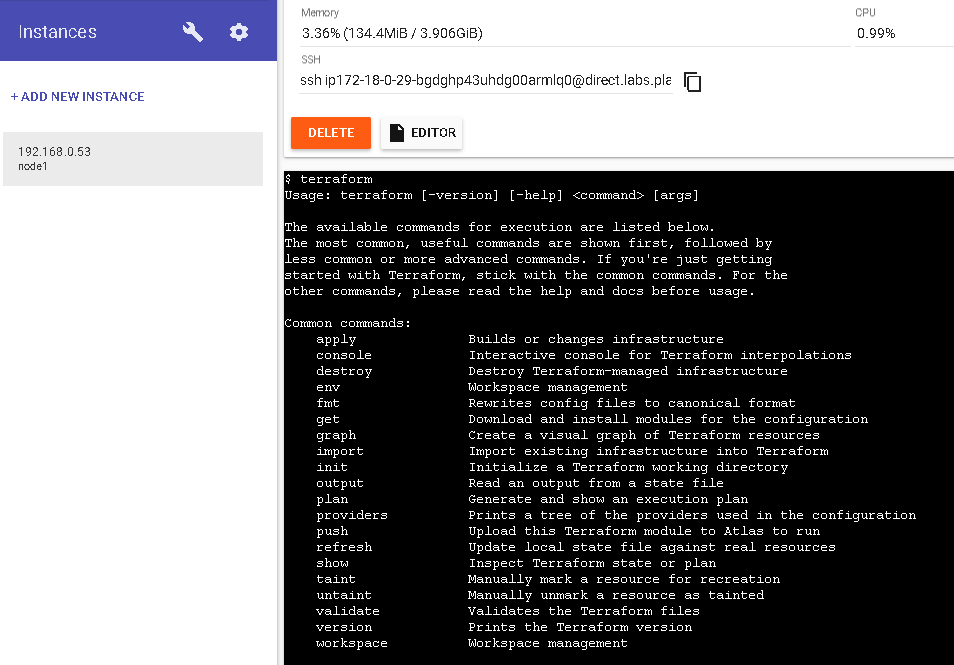 Instances
+ ADD NEW INSTANCE
192.168.0.53
node1
Memory
3.36% (134.4MiB / 3.906GiB)
CPU
0.99%
SSH
ssh ip172-18-0-29-bgdghp43uhdg00armlq0@direct.labs.pla
DELETE
EDITOR
$ terraform
Usage: terraform [-version] [-help] <command> [args]
The available commands for execution are listed below.
The most common, useful commands are shown first, followed by
less common or more advanced commands. If you're just getting
started with Terraform, stick with the common commands. For the
other commands, please read the help and docs before usage.
Common commands:
apply Builds or changes infrastructure
console Interactive console for Terraform interpolations
destroy Destroy Terraform-managed infrastructure
env Workspace management
fmt Rewrites config files to canonical format
get Download and install modules for the configuration
graph Create a visual graph of Terraform resources
import Import existing infrastructure into Terraform
init Initialize a Terraform working directory
output Read an output from a state file
plan Generate and show an execution plan
providers Prints a tree of the providers used in the configuration
push Upload this Terraform module to Atlas to run
refresh Update local state file against real resources
show Inspect Terraform state or plan
taint Manually mark a resource for recreation
untaint Manually unmark a resource as tainted
validate Validates the Terraform files
version Prints the Terraform version
workspace Workspace management